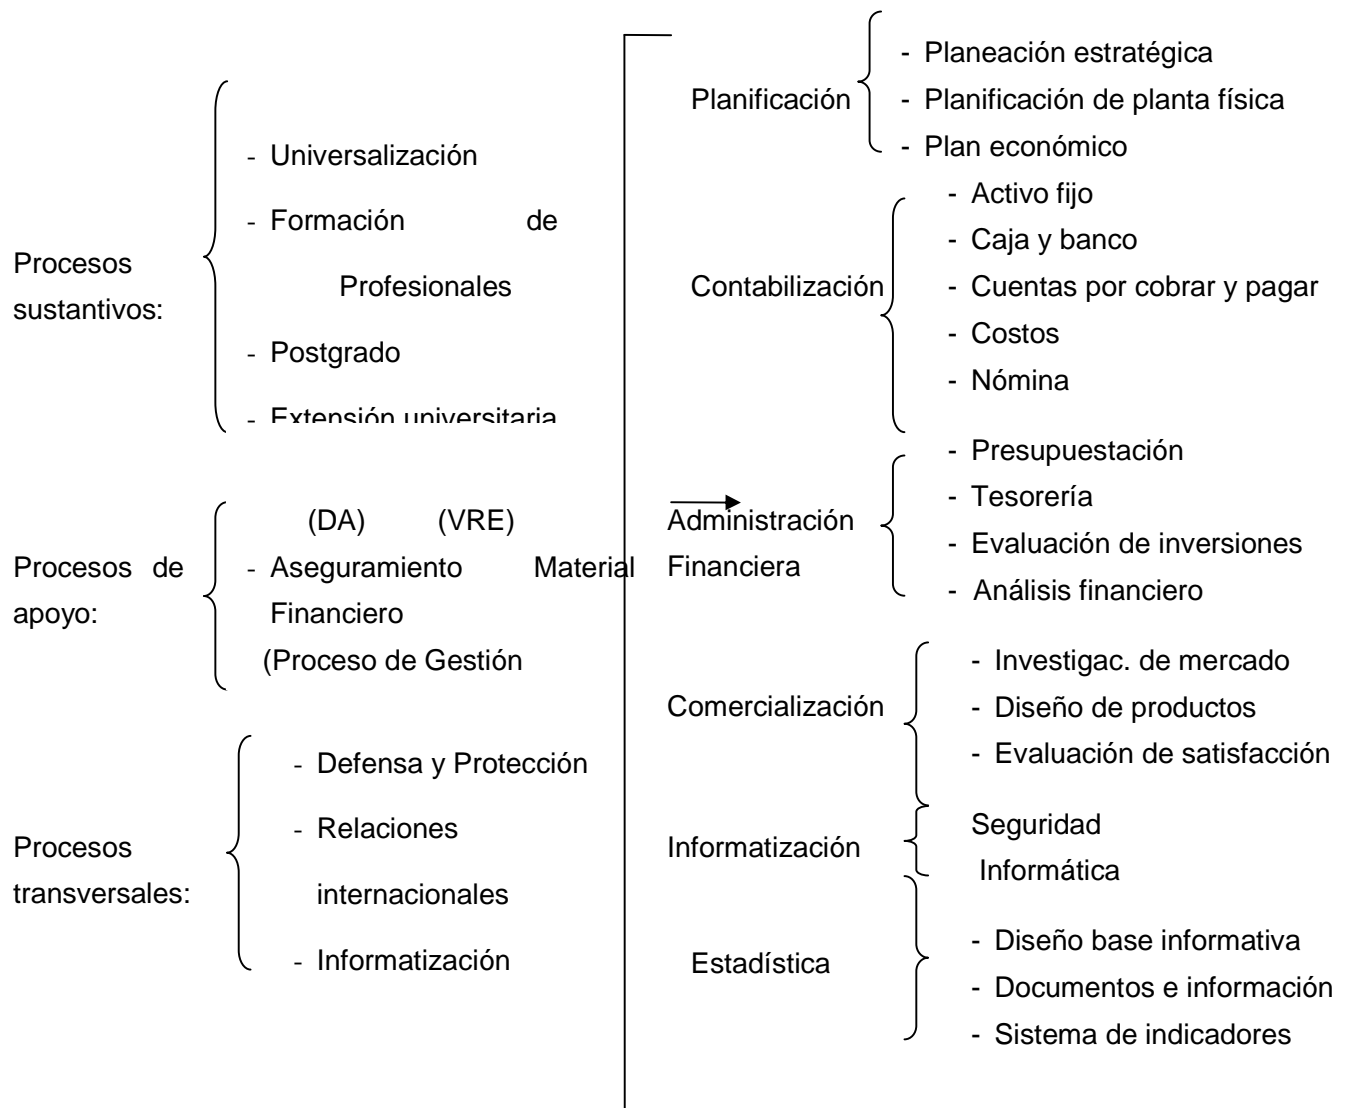 Procesos
sustantivos:
- Universalización
- Formación de
Profesionales
- Postgrado
- Extensión universitaria
Procesos de
apoyo:
(DA) (VRE)
- Aseguramiento Material
Financiero
(Proceso de Gestión
Procesos
transversales:
- Defensa y Protección
- Relaciones
internacionales
- Informatización
Planificación
- Planeación estratégica
- Planificación de planta física
- Plan económico
Contabilización
- Activo fijo
- Caja y banco
- Cuentas por cobrar y pagar
- Costos
- Nómina
Administración
Financiera
- Presupuestación
- Tesorería
- Evaluación de inversiones
- Análisis financiero
Comercialización
- Investigac. de mercado
- Diseño de productos
- Evaluación de satisfacción
Informatización
Seguridad
Informática
Estadística
- Diseño base informativa
- Documentos e información
- Sistema de indicadores